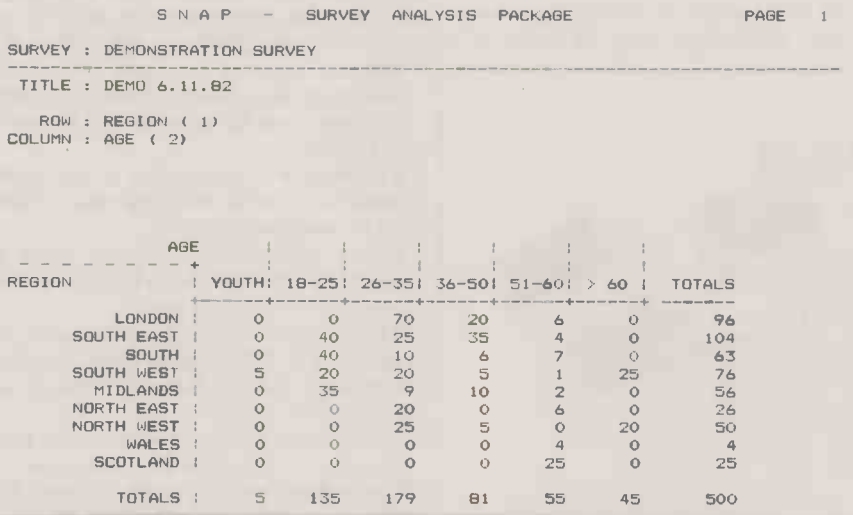 S N A P - SURVEY ANALYSIS PACKAGE PAGE 1
SURVEY : DEMONSTRATION SURVEY
TITLE : DEMO 6.11.82
ROW : REGION ( 1)
COLUMN : AGE ( 2)
AGE
REGION | YOUTH| 18-25| 26-35| 36-50| 51-60| > 60 | TOTALS
LONDON | 0 0 70 20 6 0 96
SOUTH EAST | 0 40 25 35 4 0 104
SOUTH | 0 40 10 6 7 0 63
SOUTH WEST | 5 20 20 5 1 25 76
MIDLANDS | 0 35 9 10 2 0 56
NORTH EAST | 0 0 20 0 6 0 26
NORTH WEST | 0 0 25 5 0 20 50
WALES | 0 0 0 0 4 0 4
SCOTLAND | 0 0 0 0 25 0 25
TOTALS | 5 135 179 81 55 45 500